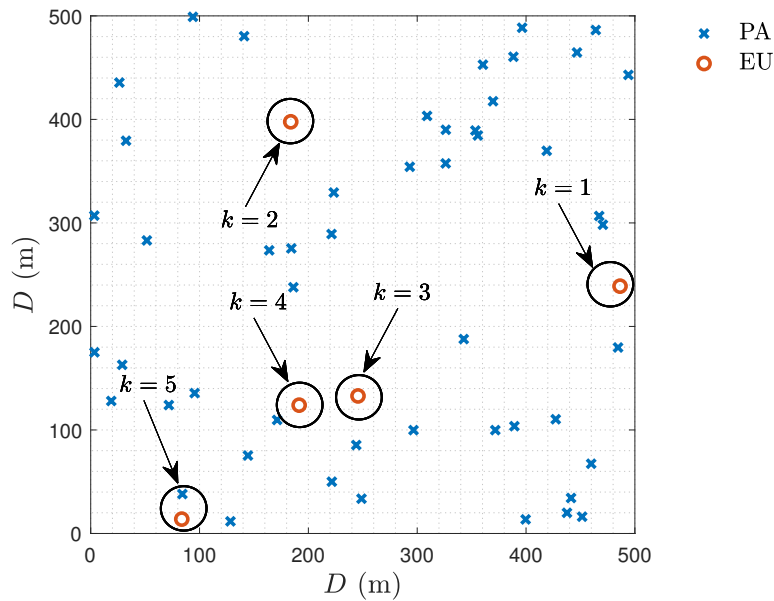 500
PA
EU
400
k = 1
k = 2
300
D (m)
k = 4
k = 3
200
k = 5
100
0
0 100 200 300 400 500
D (m)